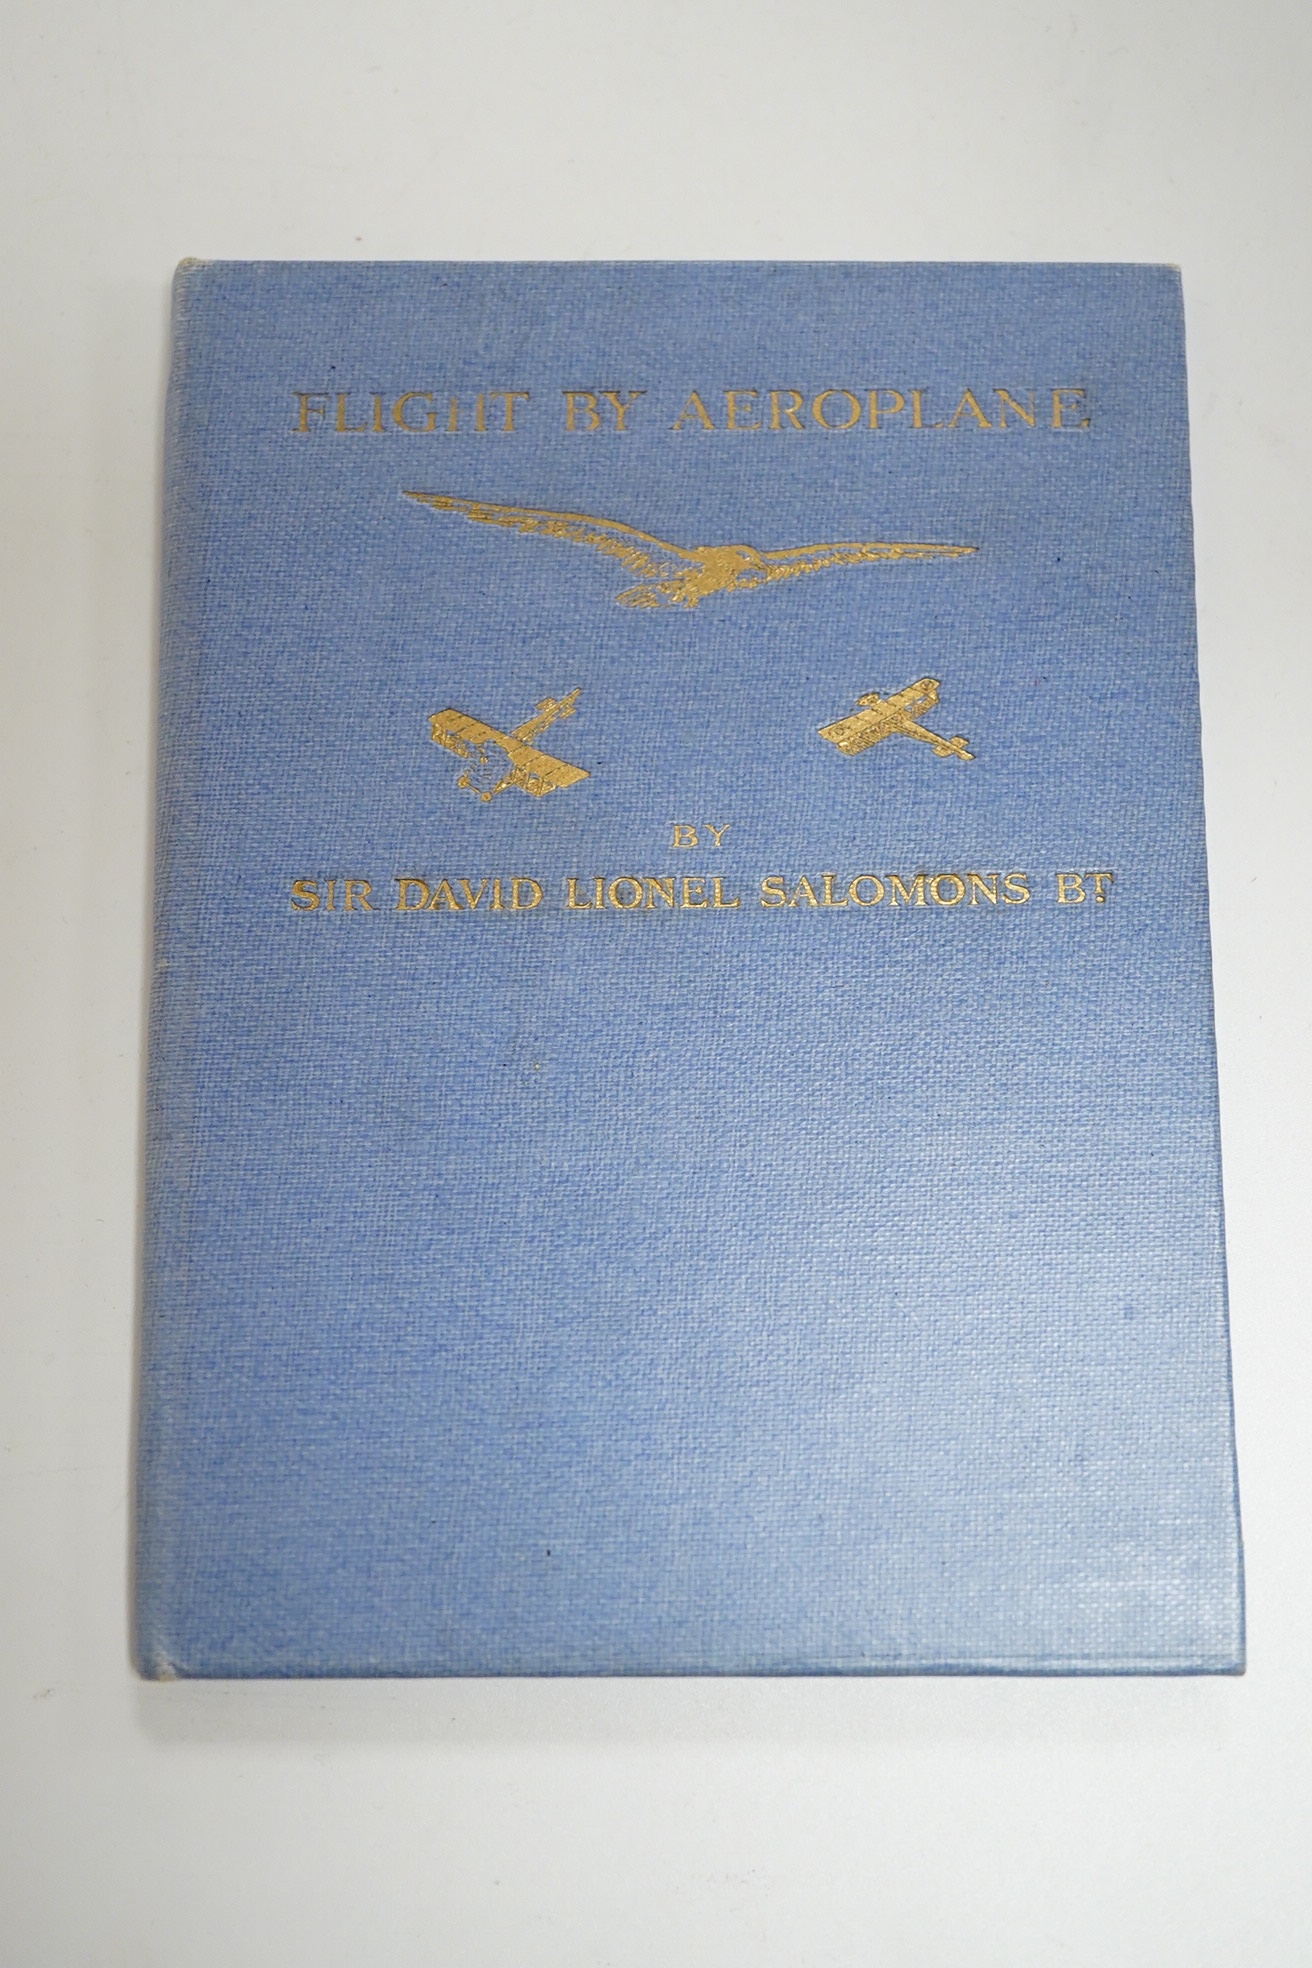 FLIGHT BY AEROPLANE
BY
SIR DAVID LIONEL SALOMONS BT